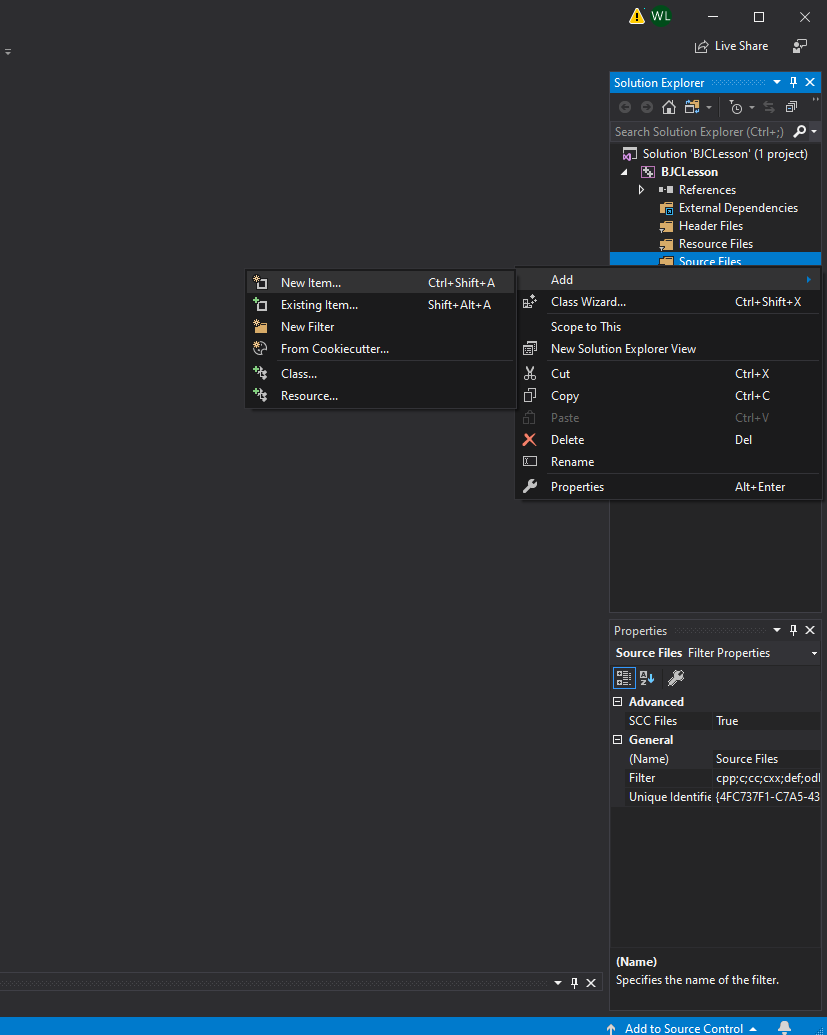 WL
Live Share
Solution Explorer
Search Solution Explorer (Ctrl+;)
Solution 'BJCLesson' (1 project)
BJCLesson
References
External Dependencies
Header Files
Resource Files
Source Files
New Item... Ctrl+Shift+A
Existing Item... Shift+Alt+A
New Filter
From Cookiecutter...
Class...
Resource...
Add
Class Wizard... Ctrl+Shift+X
Scope to This
New Solution Explorer View
Cut Ctrl+X
Copy Ctrl+C
Paste Ctrl+V
Delete Del
Rename
Properties Alt+Enter
Properties
Source Files Filter Properties
Advanced
SCC Files True
General
(Name) Source Files
Filter cpp;c;cc;cxx;def;odl
Unique Identifie {4FC737F1-C7A5-43
(Name)
Specifies the name of the filter.
Add to Source Control